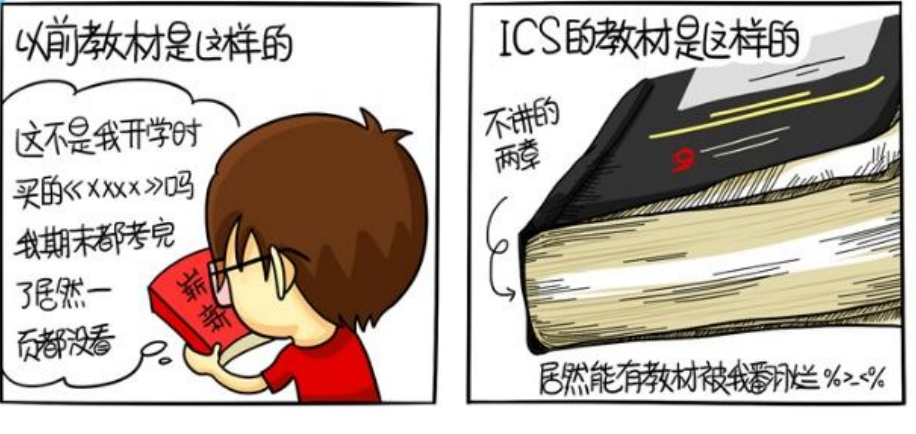 以前教材是这样的
这不是我开学时
买的《xxxx》吗
我期末都考完
了居然一
页都没看
崭新
ICS的教材是这样的
不讲的
两章
居然能有教材被我翻烂%>_<%